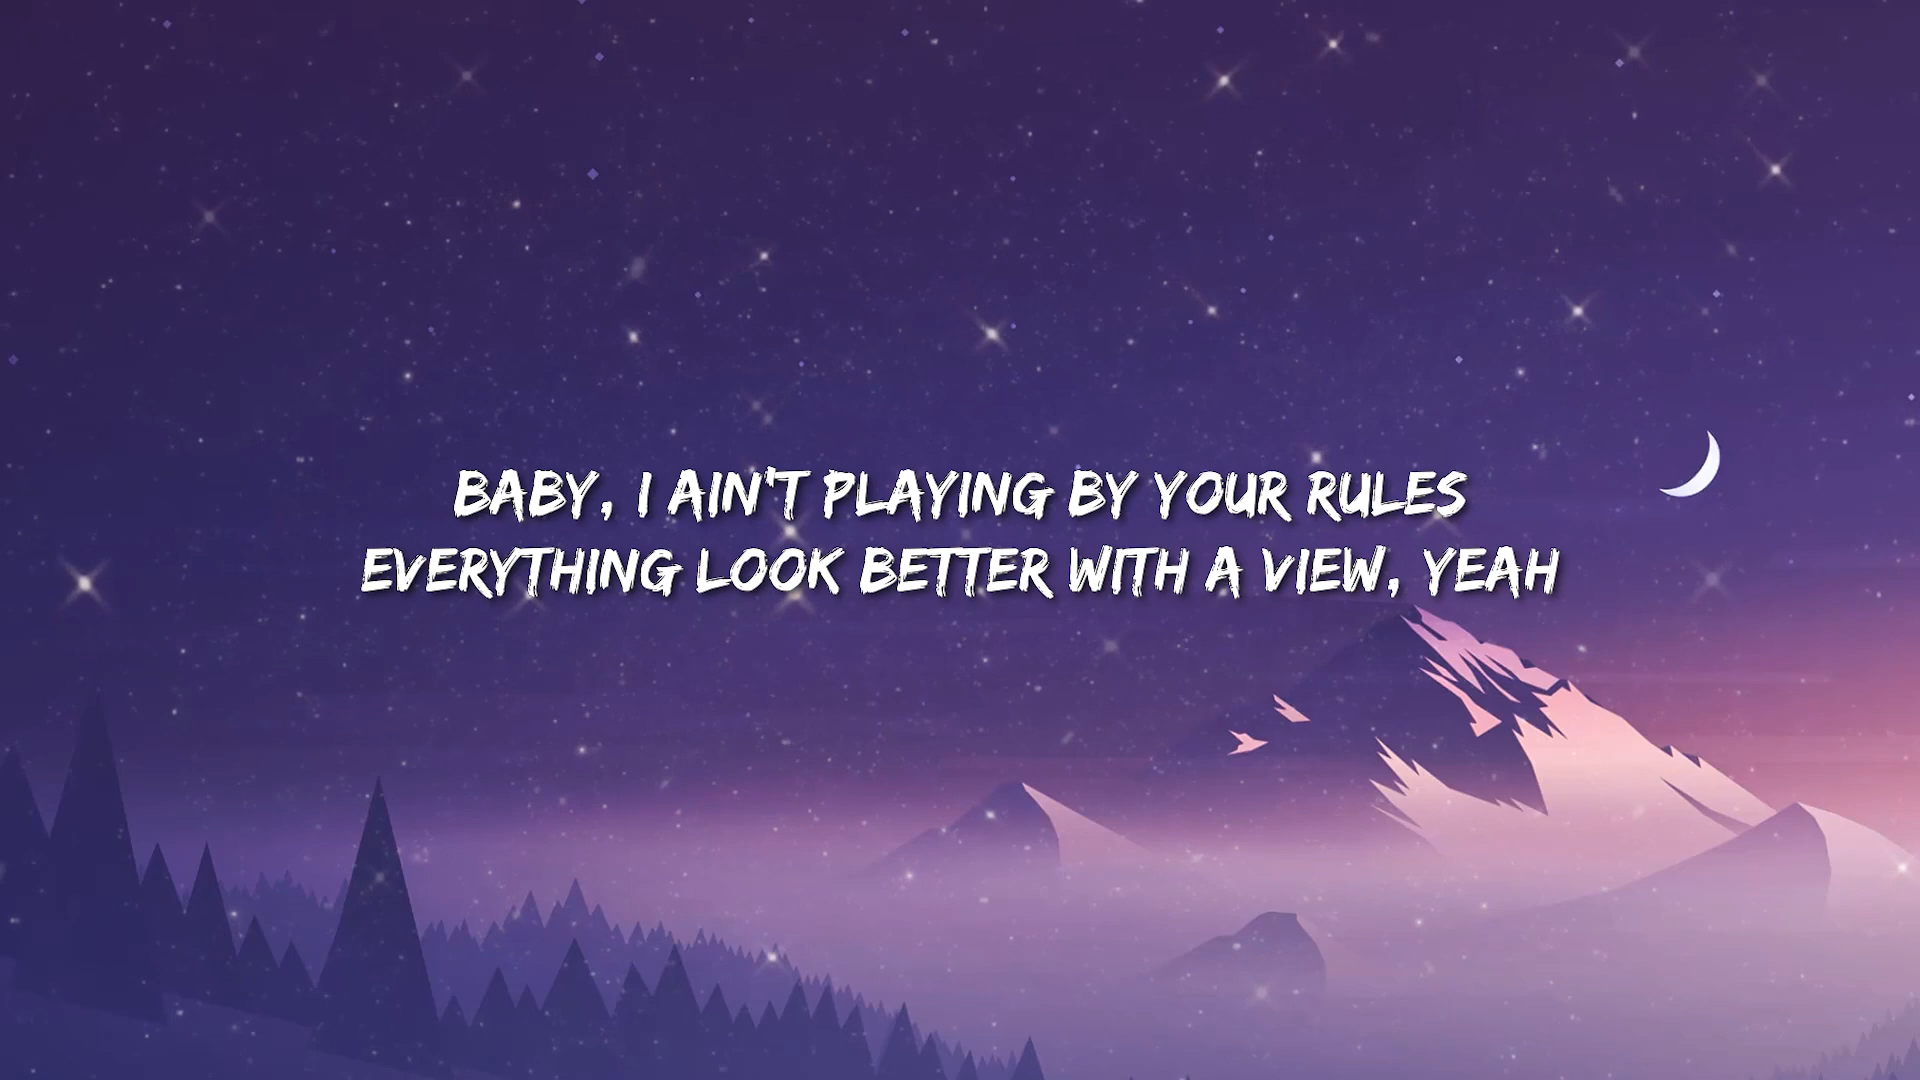 BABY, I AIN'T PLAYING BY YOUR RULES
EVERYTHING LOOK BETTER WITH A VIEW, YEAH